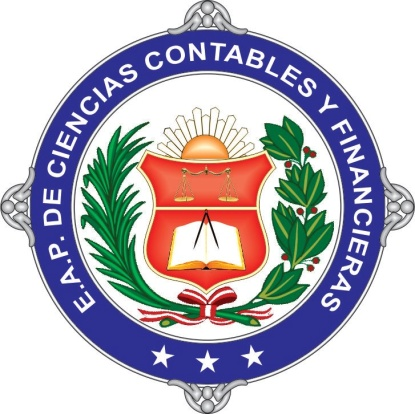 E.A.P. DE CIENCIAS CONTABLES Y FINANCIERAS